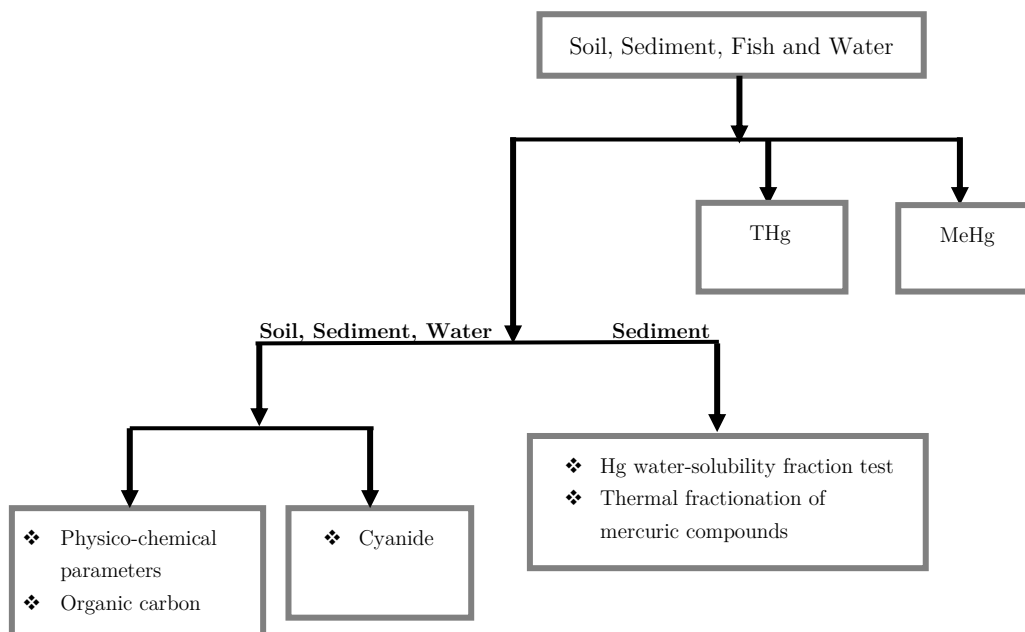 Soil, Sediment, Fish and Water
THg
MeHg
Soil, Sediment, Water
Sediment
❖ Hg water-solubility fraction test
❖ Thermal fractionation of
mercuric compounds
❖ Physico-chemical
parameters
❖ Organic carbon
❖ Cyanide